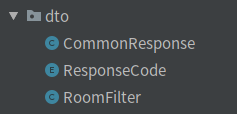 dto
C CommonResponse
E ResponseCode
C RoomFilter